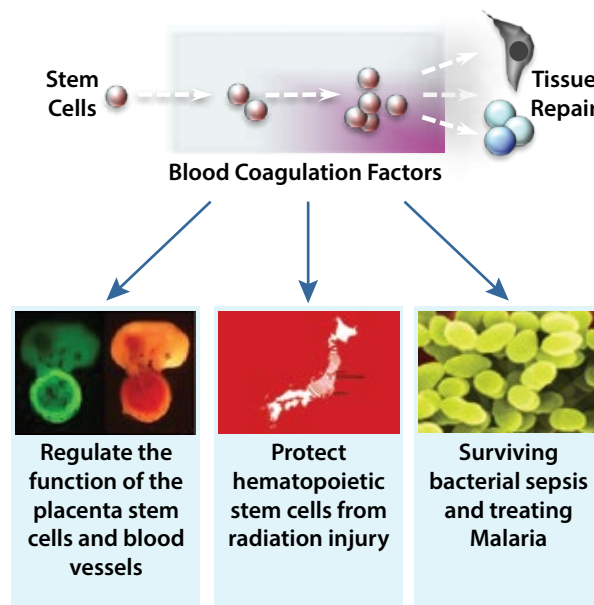 Stem
Cells
Tissue
Repair
Blood Coagulation Factors
Regulate the
function of the
placenta stem
cells and blood
vessels
Protect
hematopoietic
stem cells from
radiation injury
Surviving
bacterial sepsis
and treating
Malaria